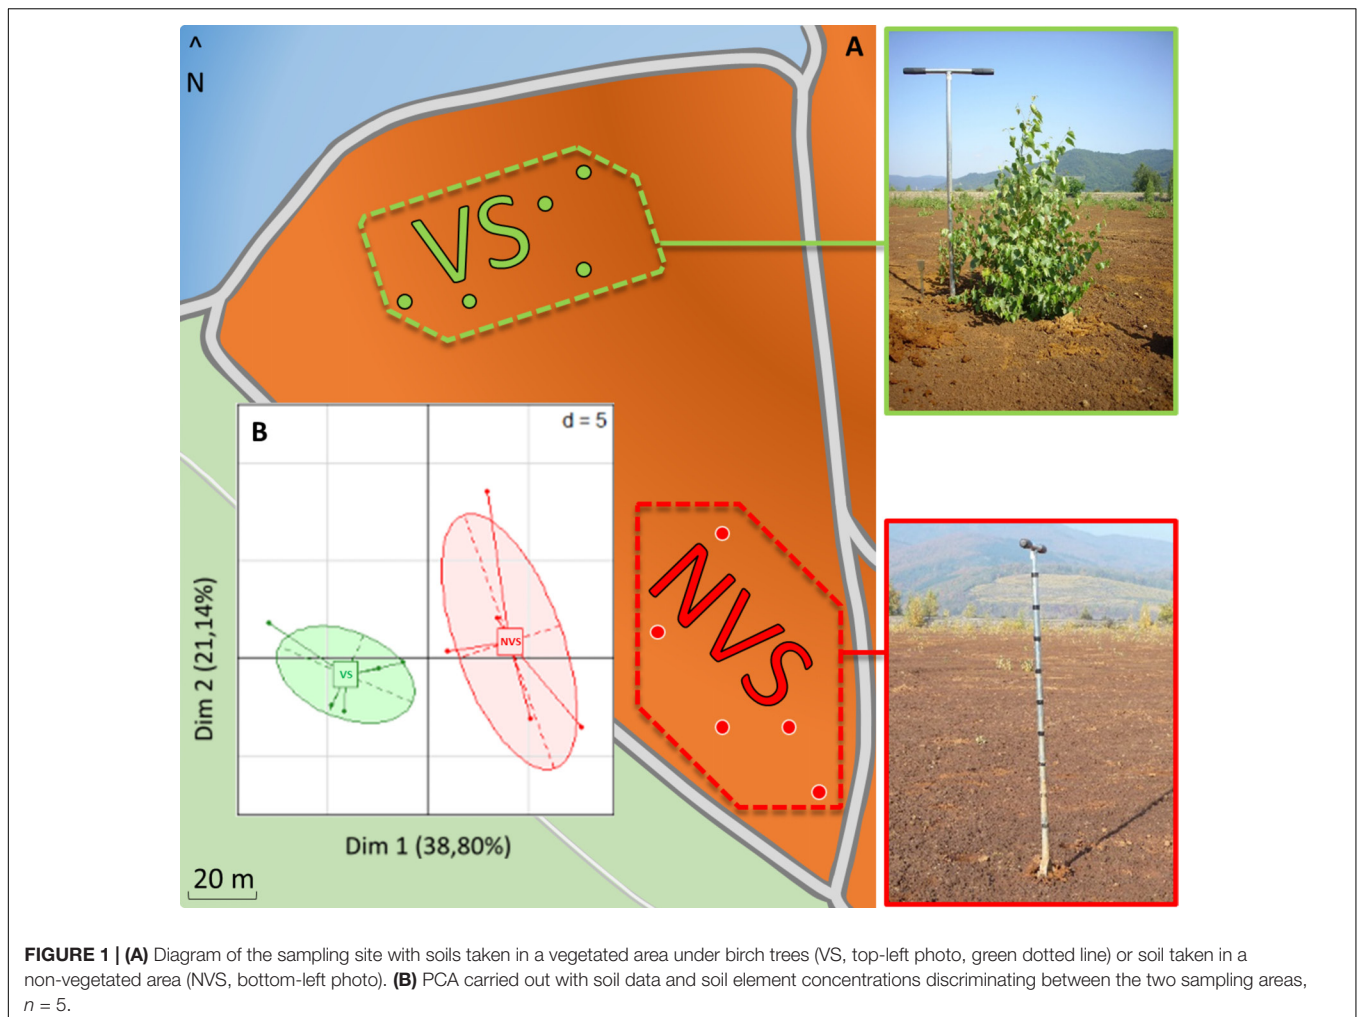 ^
N
A
VS
B
d = 5
NVS
VS
NVS
Dim 2 (21,14%)
Dim 1 (38,80%)
20 m
FIGURE 1 | (A) Diagram of the sampling site with soils taken in a vegetated area under birch trees (VS, top-left photo, green dotted line) or soil taken in a
non-vegetated area (NVS, bottom-left photo). (B) PCA carried out with soil data and soil element concentrations discriminating between the two sampling areas,
n = 5.